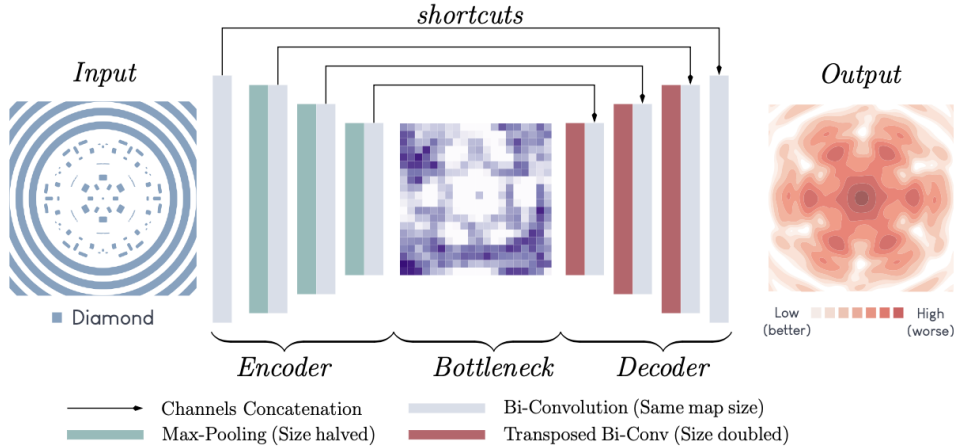 shortcuts
Input
Output
Diamond
Low
(better)
High
(worse)
Encoder
Bottleneck
Decoder
Channels Concatenation
Bi-Convolution (Same map size)
Max-Pooling (Size halved)
Transposed Bi-Conv (Size doubled)